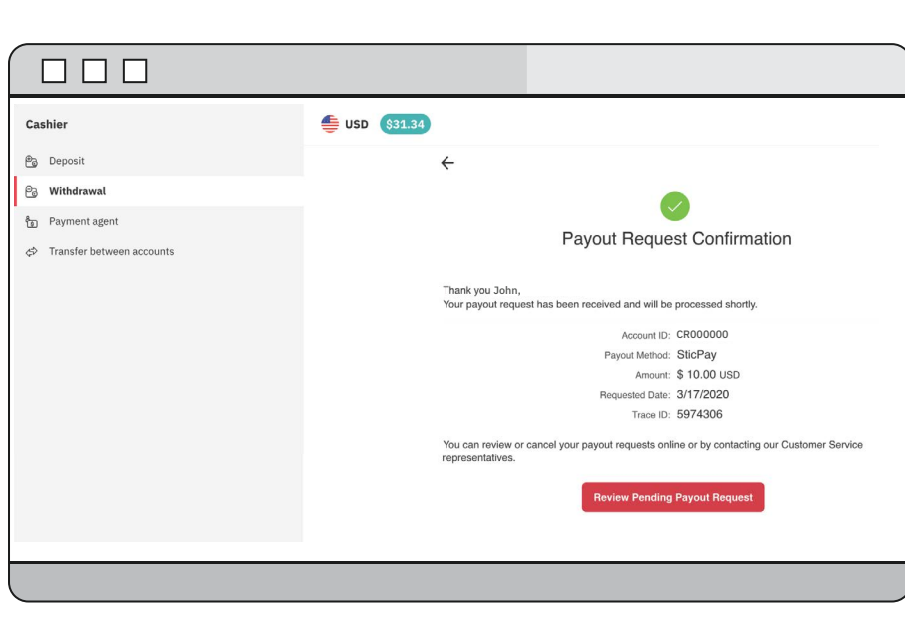 Cashier
Deposit
Withdrawal
Payment agent
Transfer between accounts
USD $31.34
Payout Request Confirmation
Thank you John,
Your payout request has been received and will be processed shortly.
Account ID: CR000000
Payout Method: SticPay
Amount: $ 10.00 USD
Requested Date: 3/17/2020
Trace ID: 5974306
You can review or cancel your payout requests online or by contacting our Customer Service
representatives.
Review Pending Payout Request